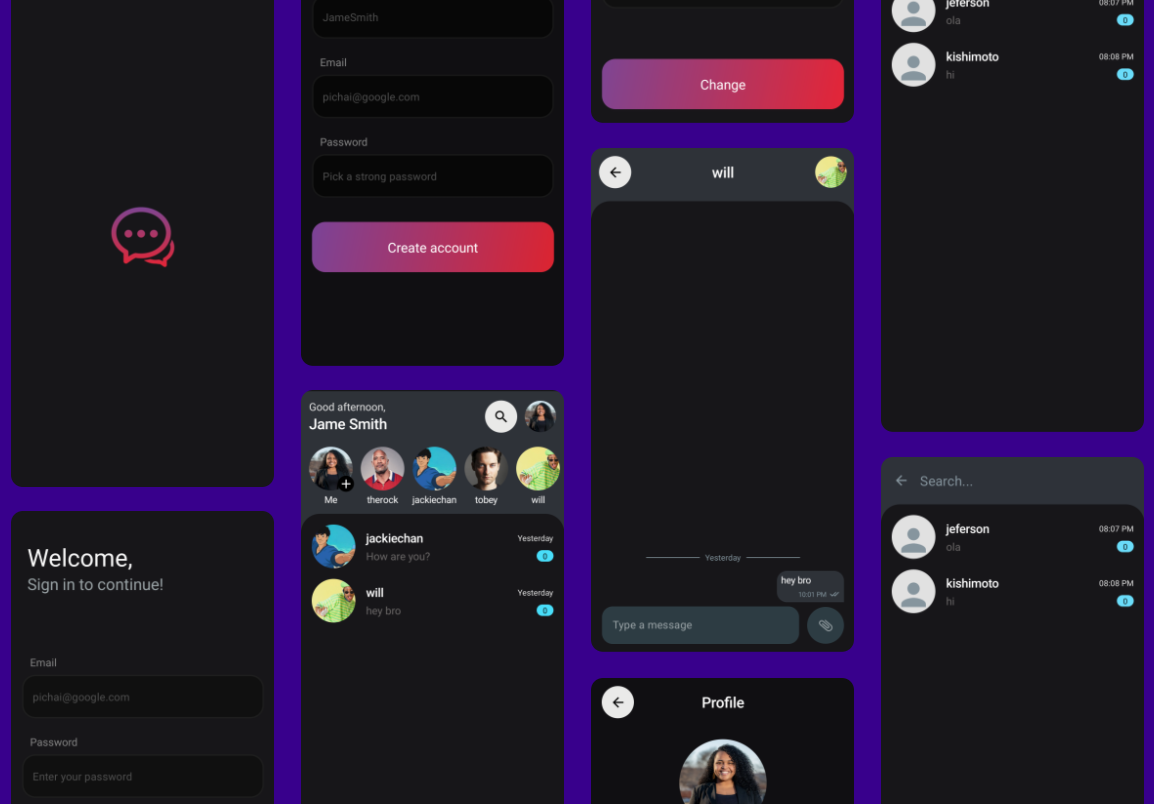 Welcome,
Sign in to continue!
Email
pichai@google.com
Password
Enter your password
JameSmith
Email
pichai@google.com
Password
Pick a strong password
Create account
Good afternoon,
Jame Smith
Me
therock
jackiechan
tobey
will
jackiechan
Yesterday
How are you?
0
will
Yesterday
hey bro
0
Change
will
Yesterday
hey bro
10:01 PM
Type a message
Profile
jeferson
08:07 PM
ola
0
kishimoto
08:08 PM
hi
0
Search...
jeferson
08:07 PM
ola
0
kishimoto
08:08 PM
hi
0